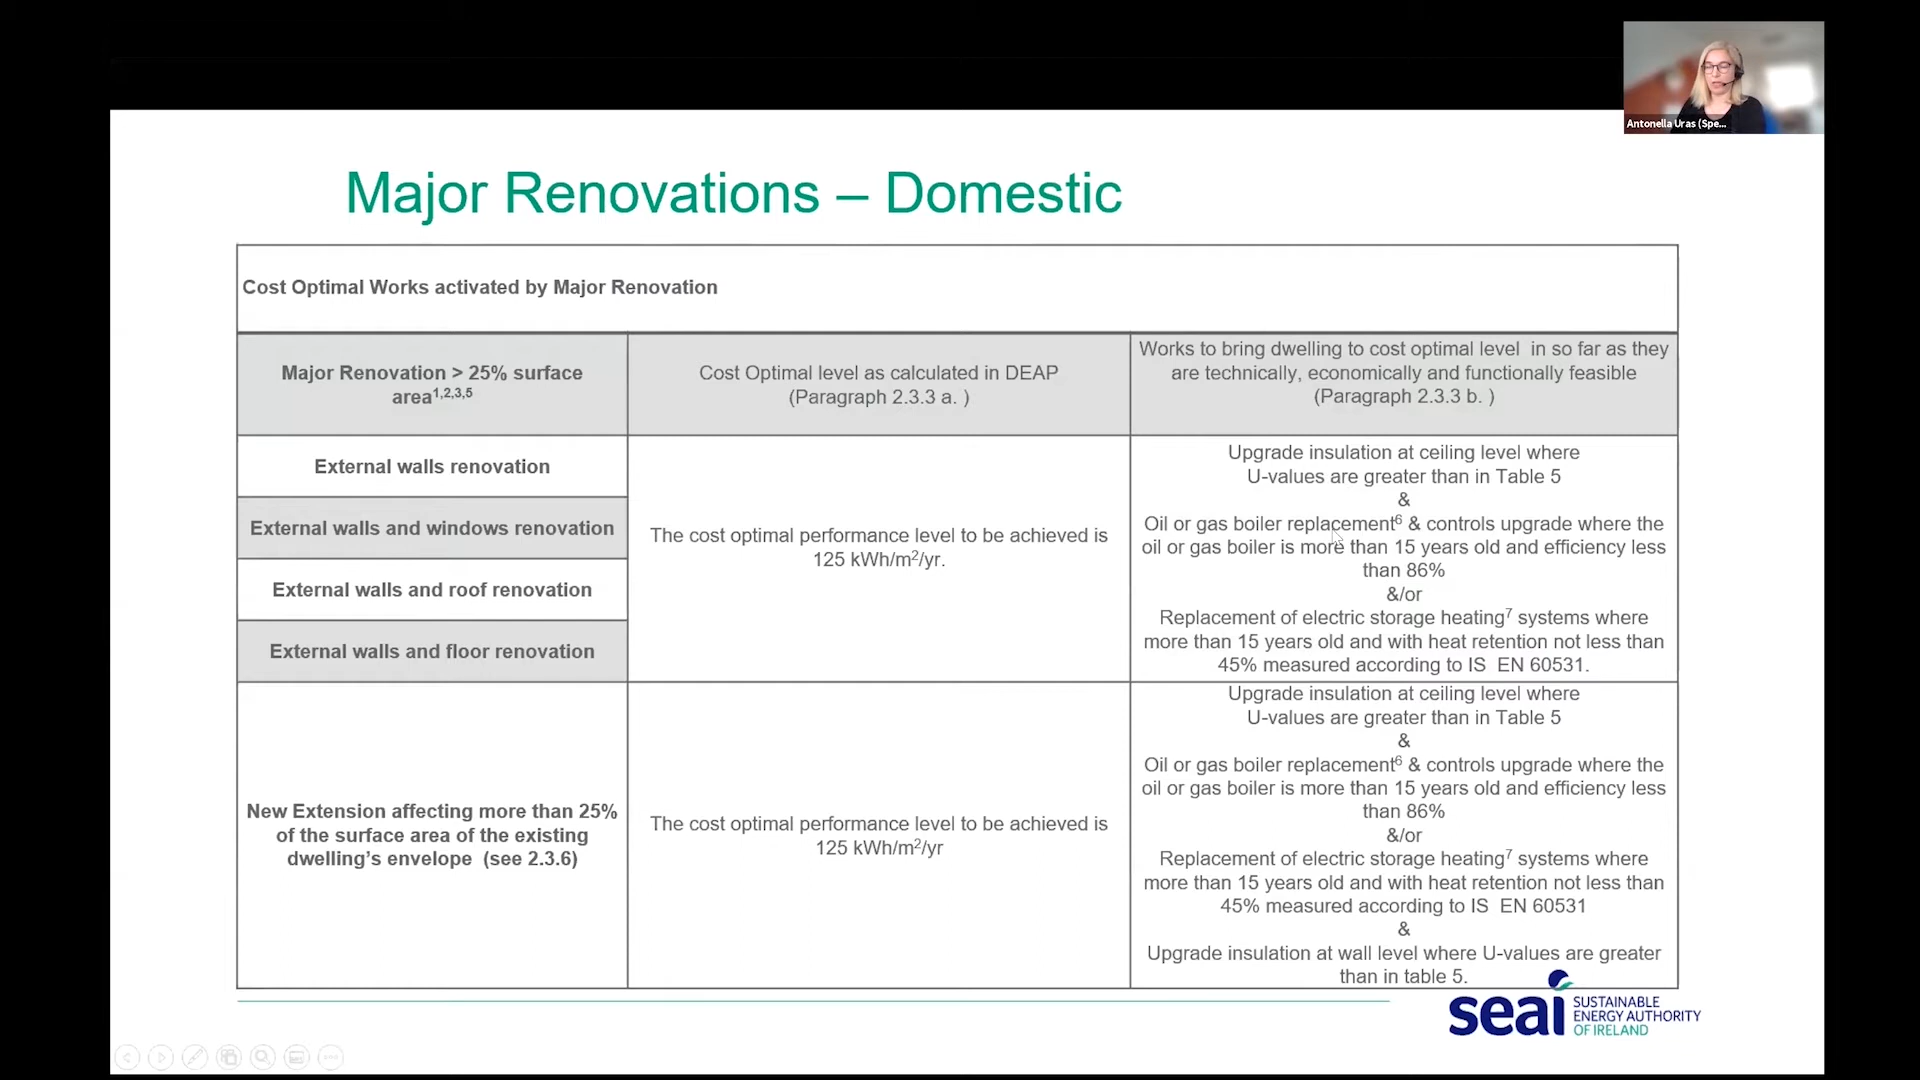 Antonella Uras (Spe...
Major Renovations – Domestic
Cost Optimal Works activated by Major Renovation
Major Renovation > 25% surface
area1,2,3,5
Cost Optimal level as calculated in DEAP
(Paragraph 2.3.3 a. )
Works to bring dwelling to cost optimal level in so far as they
are technically, economically and functionally feasible
(Paragraph 2.3.3 b. )
External walls renovation
External walls and windows renovation
External walls and roof renovation
External walls and floor renovation
The cost optimal performance level to be achieved is
125 kWh/m2/yr.
Upgrade insulation at ceiling level where
U-values are greater than in Table 5
&
Oil or gas boiler replacement6 & controls upgrade where the
oil or gas boiler is more than 15 years old and efficiency less
than 86%
&/or
Replacement of electric storage heating7 systems where
more than 15 years old and with heat retention not less than
45% measured according to IS EN 60531.
New Extension affecting more than 25%
of the surface area of the existing
dwelling's envelope (see 2.3.6)
The cost optimal performance level to be achieved is
125 kWh/m2/yr
Upgrade insulation at ceiling level where
U-values are greater than in Table 5
&
Oil or gas boiler replacement6 & controls upgrade where the
oil or gas boiler is more than 15 years old and efficiency less
than 86%
&/or
Replacement of electric storage heating7 systems where
more than 15 years old and with heat retention not less than
45% measured according to IS EN 60531
&
Upgrade insulation at wall level where U-values are greater
than in table 5.
seai
SUSTAINABLE
ENERGY AUTHORITY
OF IRELAND